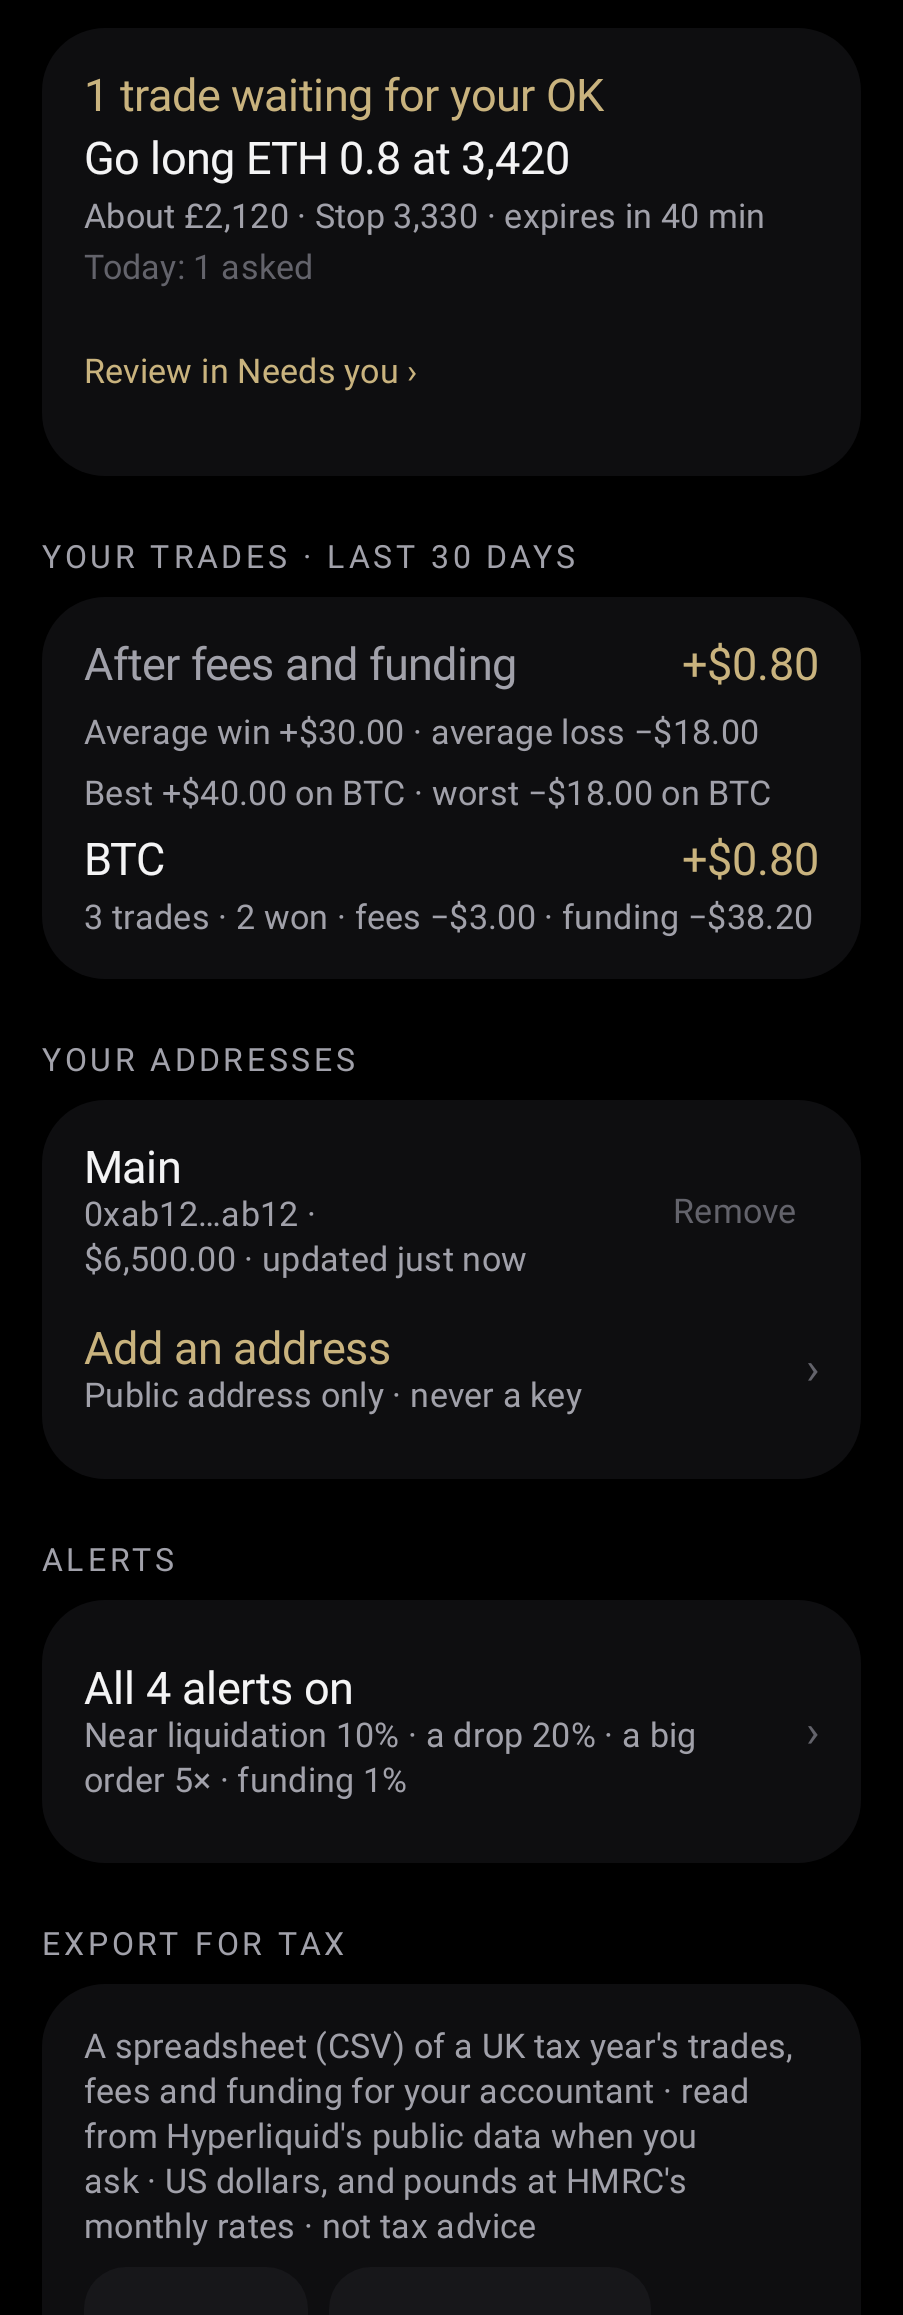 1 trade waiting for your OK
Go long ETH 0.8 at 3,420
About £2,120 · Stop 3,330 · expires in 40 min
Today: 1 asked
Review in Needs you ›
YOUR TRADES · LAST 30 DAYS
After fees and funding +$0.80
Average win +$30.00 · average loss −$18.00
Best +$40.00 on BTC · worst −$18.00 on BTC
BTC +$0.80
3 trades · 2 won · fees −$3.00 · funding −$38.20
YOUR ADDRESSES
Main
0xab12…ab12 ·
$6,500.00 · updated just now
Remove
Add an address
Public address only · never a key
›
ALERTS
All 4 alerts on
Near liquidation 10% · a drop 20% · a big
order 5× · funding 1%
›
EXPORT FOR TAX
A spreadsheet (CSV) of a UK tax year's trades,
fees and funding for your accountant · read
from Hyperliquid's public data when you
ask · US dollars, and pounds at HMRC's
monthly rates · not tax advice